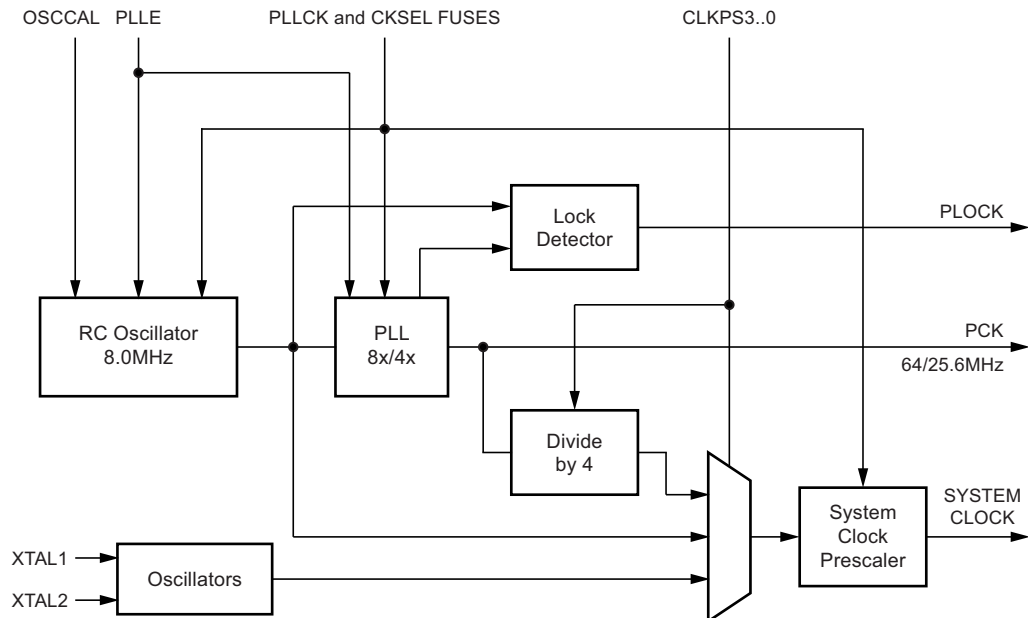 OSCCAL
PLLE
PLLCK and CKSEL FUSES
CLKPS3..0
Lock
Detector
PLOCK
RC Oscillator
8.0MHz
PLL
8x/4x
PCK
64/25.6MHz
Divide
by 4
System
Clock
Prescaler
SYSTEM
CLOCK
XTAL1
XTAL2
Oscillators